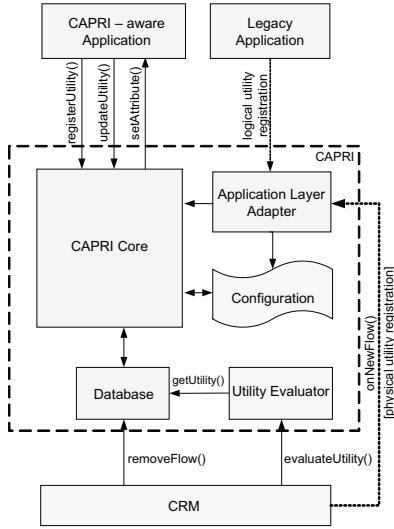 CAPRI – aware
Application
Legacy
Application
registerUtility()
updateUtility()
setAttribute()
logical utility
registration
CAPRI
CAPRI Core
Application Layer
Adapter
Configuration
onNewFlow()
[physical utility registration]
Database
getUtility()
Utility Evaluator
removeFlow()
evaluateUtility()
CRM